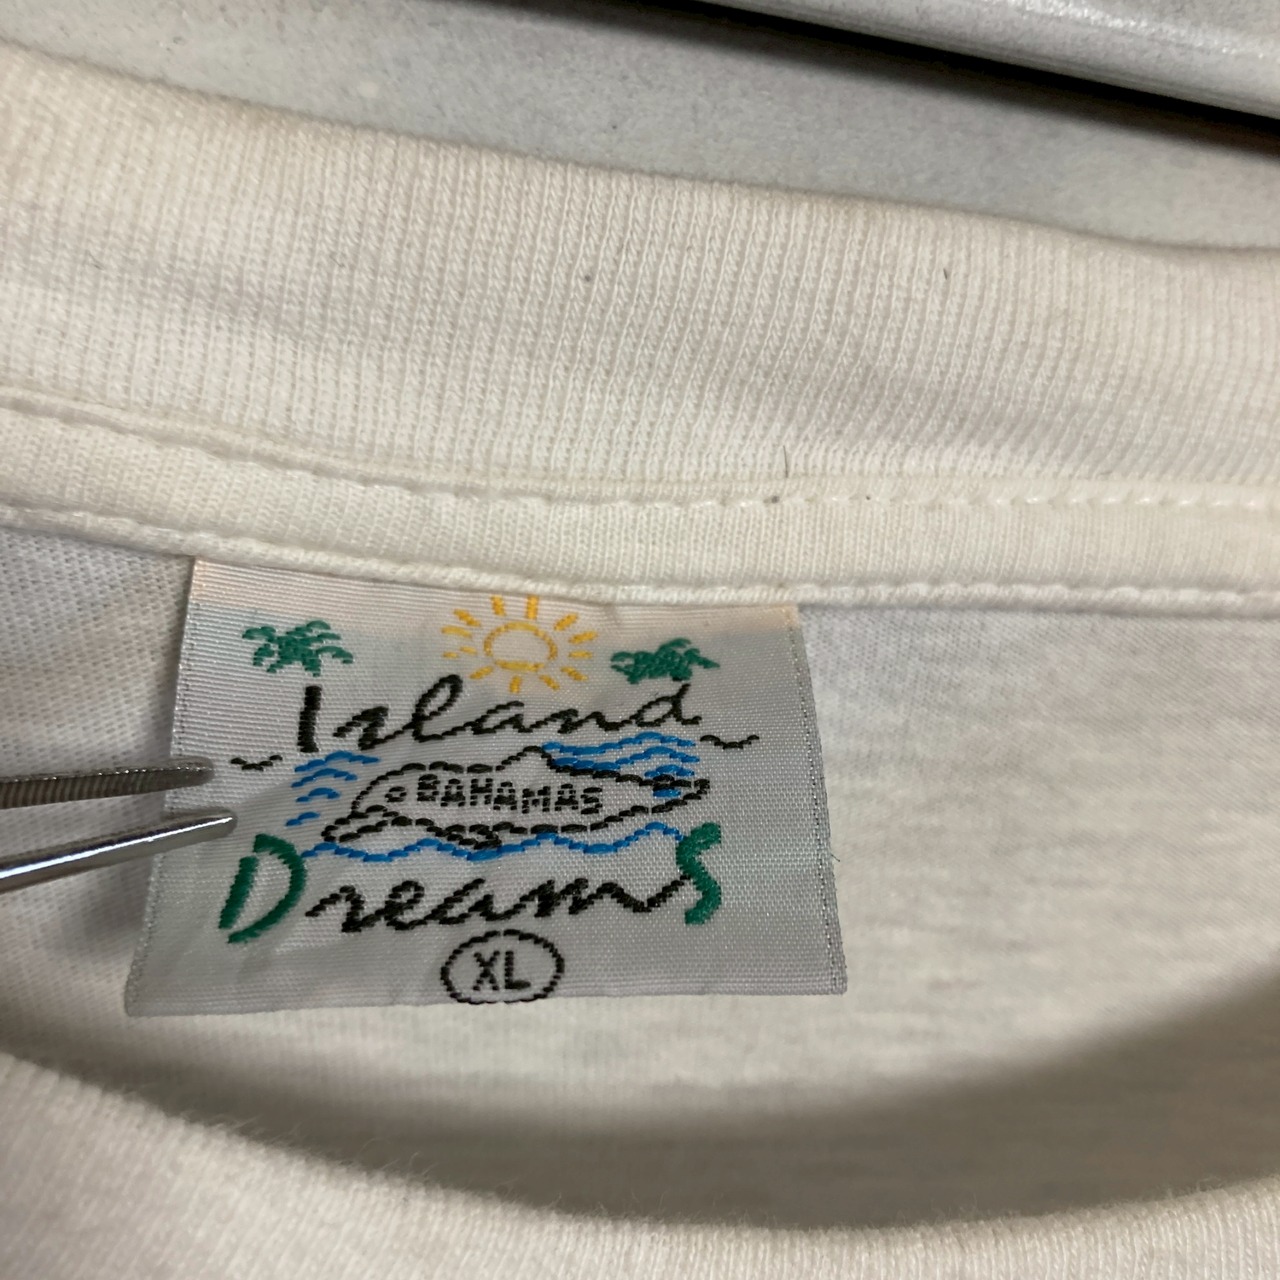 Island
BAHAMAS
DreamS
XL